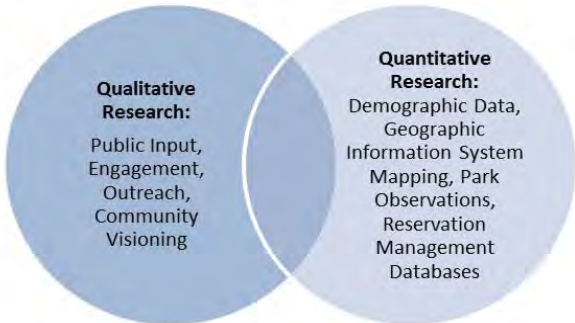 Qualitative
Research:
Public Input,
Engagement,
Outreach,
Community
Visioning
Quantitative
Research:
Demographic Data,
Geographic
Information System
Mapping, Park
Observations,
Reservation
Management
Databases